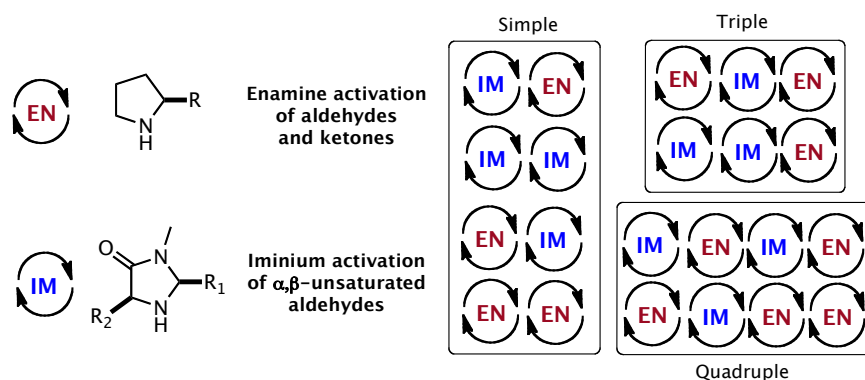 Simple
Triple
EN
R
N
H
Enamine activation
of aldehydes
and ketones
IM EN
IM IM
EN IM
EN EN
EN IM EN
IM IM EN
IM
O
N
R1
N
H
R2
Iminium activation
of α,β-unsaturated
aldehydes
IM EN IM EN
EN IM EN EN
Quadruple